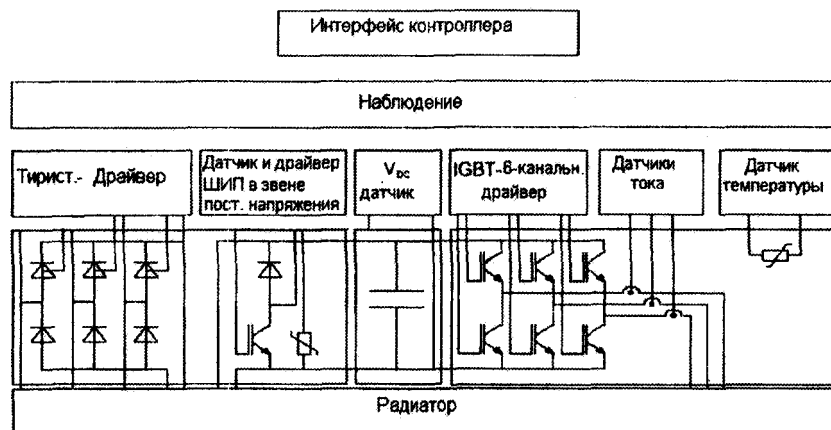 Интерфейс контроллера
Наблюдение
Тирист.- Драйвер
Датчик и драйвер
ШИП в звене
пост. напряжения
VDC
датчик
IGBT-6-канальн.
драйвер
Датчики
тока
Датчик
температуры
Радиатор